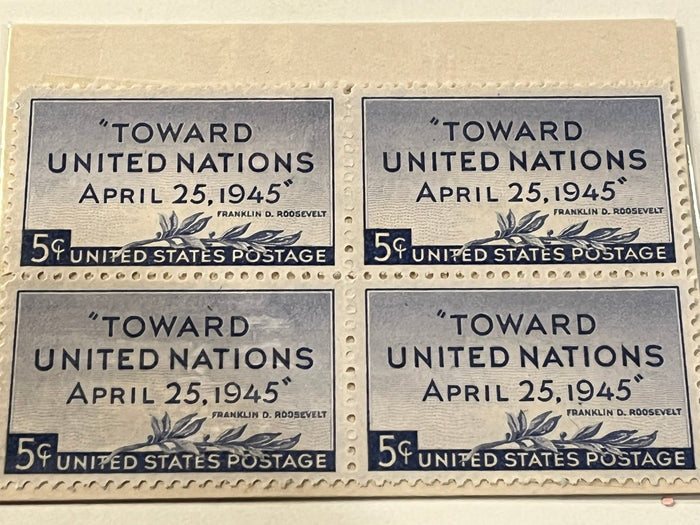 "TOWARD
UNITED NATIONS
APRIL 25, 1945"
FRANKLIN D. ROOSEVELT
5¢ UNITED STATES POSTAGE
"TOWARD
UNITED NATIONS
APRIL 25, 1945"
FRANKLIN D. ROOSEVELT
5¢ UNITED STATES POSTAGE
"TOWARD
UNITED NATIONS
APRIL 25, 1945"
FRANKLIN D. ROOSEVELT
5¢ UNITED STATES POSTAGE
"TOWARD
UNITED NATIONS
APRIL 25, 1945"
FRANKLIN D. ROOSEVELT
5¢ UNITED STATES POSTAGE